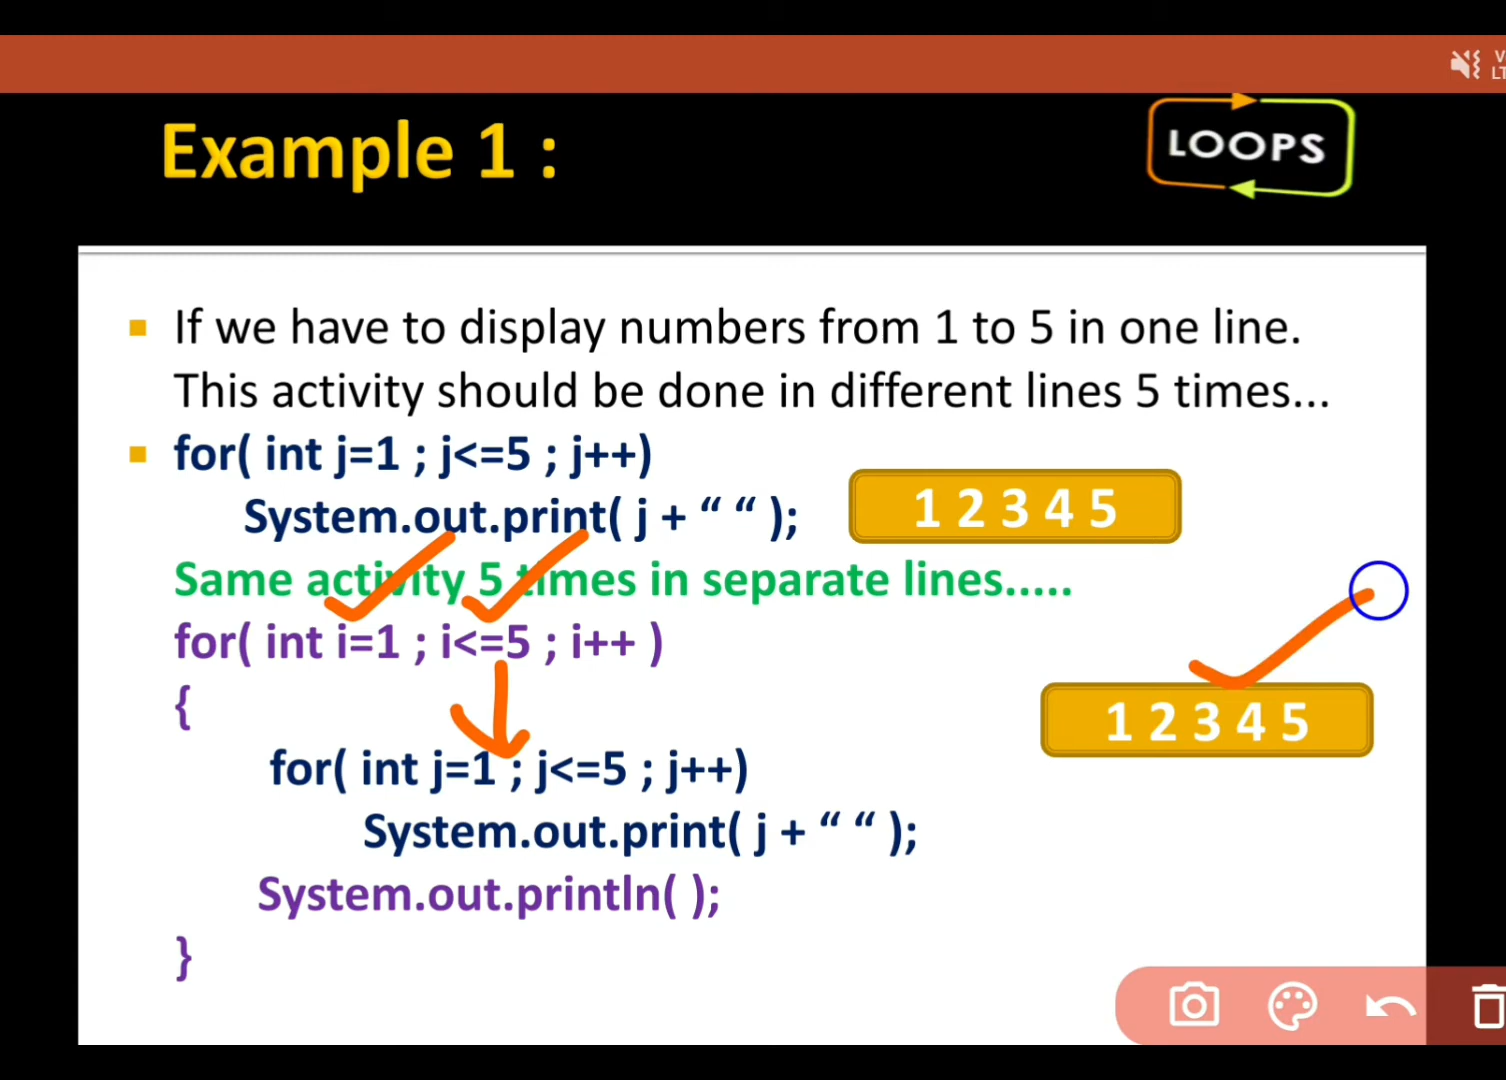 V
LT
Example 1 :
LOOPS
If we have to display numbers from 1 to 5 in one line.
This activity should be done in different lines 5 times...
for( int j=1 ; j<=5 ; j++)
System.out.print( j + “ “ );
1 2 3 4 5
Same activity 5 times in separate lines.....
for( int i=1 ; i<=5 ; i++ )
{
1 2 3 4 5
for( int j=1 ; j<=5 ; j++)
System.out.print( j + “ “ );
System.out.println( );
}